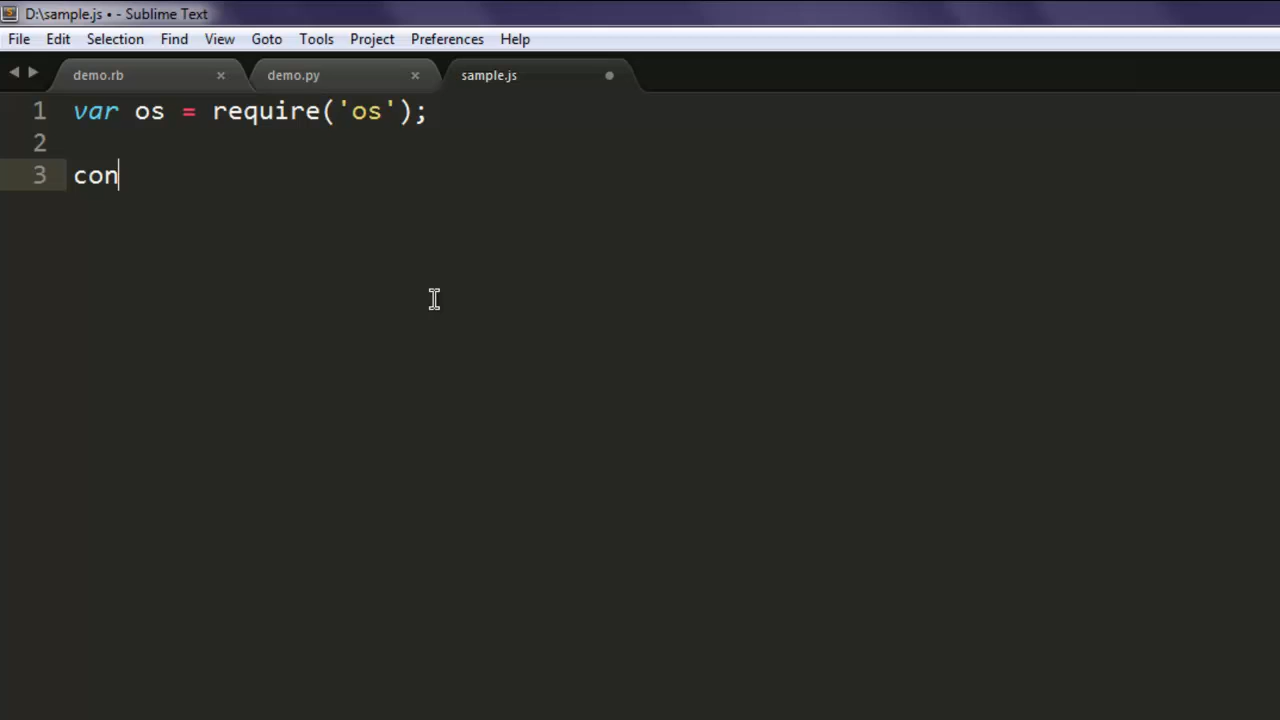 D:\sample.js • - Sublime Text
File Edit Selection Find View Goto Tools Project Preferences Help
demo.rb × demo.py × sample.js
1 var os = require('os');
2
3 con